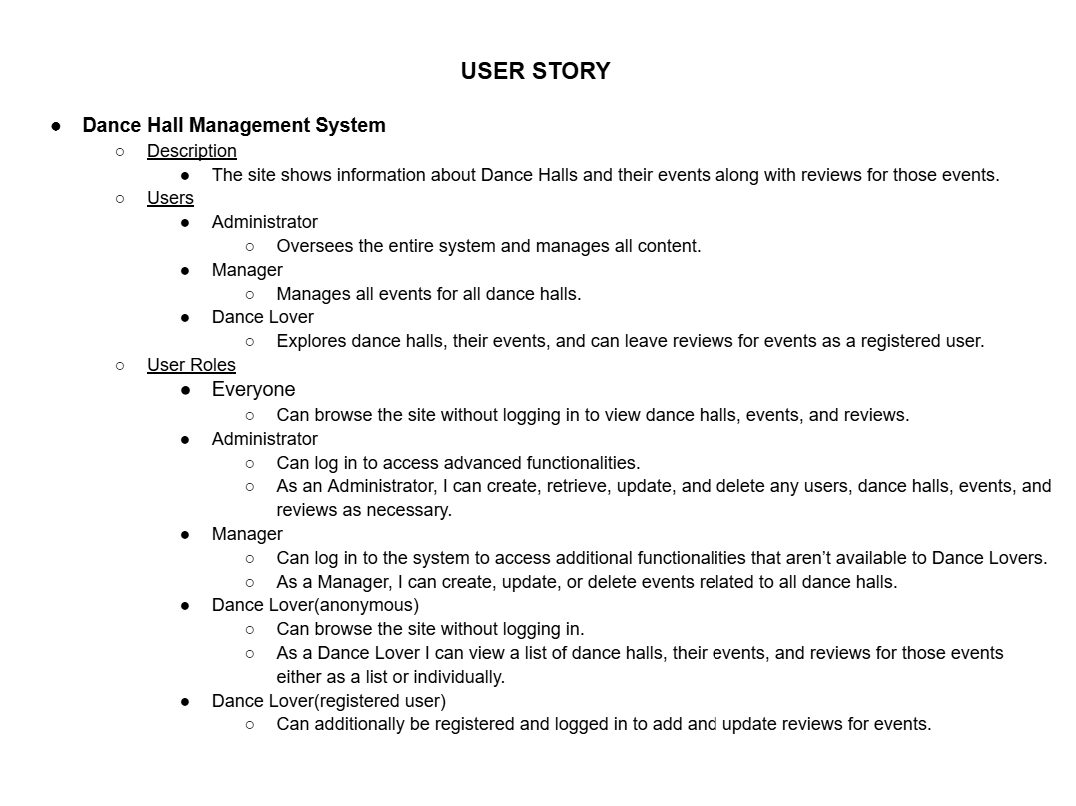 USER STORY
● Dance Hall Management System
○ Description
● The site shows information about Dance Halls and their events along with reviews for those events.
○ Users
● Administrator
○ Oversees the entire system and manages all content.
● Manager
○ Manages all events for all dance halls.
● Dance Lover
○ Explores dance halls, their events, and can leave reviews for events as a registered user.
○ User Roles
● Everyone
○ Can browse the site without logging in to view dance halls, events, and reviews.
● Administrator
○ Can log in to access advanced functionalities.
○ As an Administrator, I can create, retrieve, update, and delete any users, dance halls, events, and
reviews as necessary.
● Manager
○ Can log in to the system to access additional functionalities that aren’t available to Dance Lovers.
○ As a Manager, I can create, update, or delete events related to all dance halls.
● Dance Lover(anonymous)
○ Can browse the site without logging in.
○ As a Dance Lover I can view a list of dance halls, their events, and reviews for those events
either as a list or individually.
● Dance Lover(registered user)
○ Can additionally be registered and logged in to add and update reviews for events.